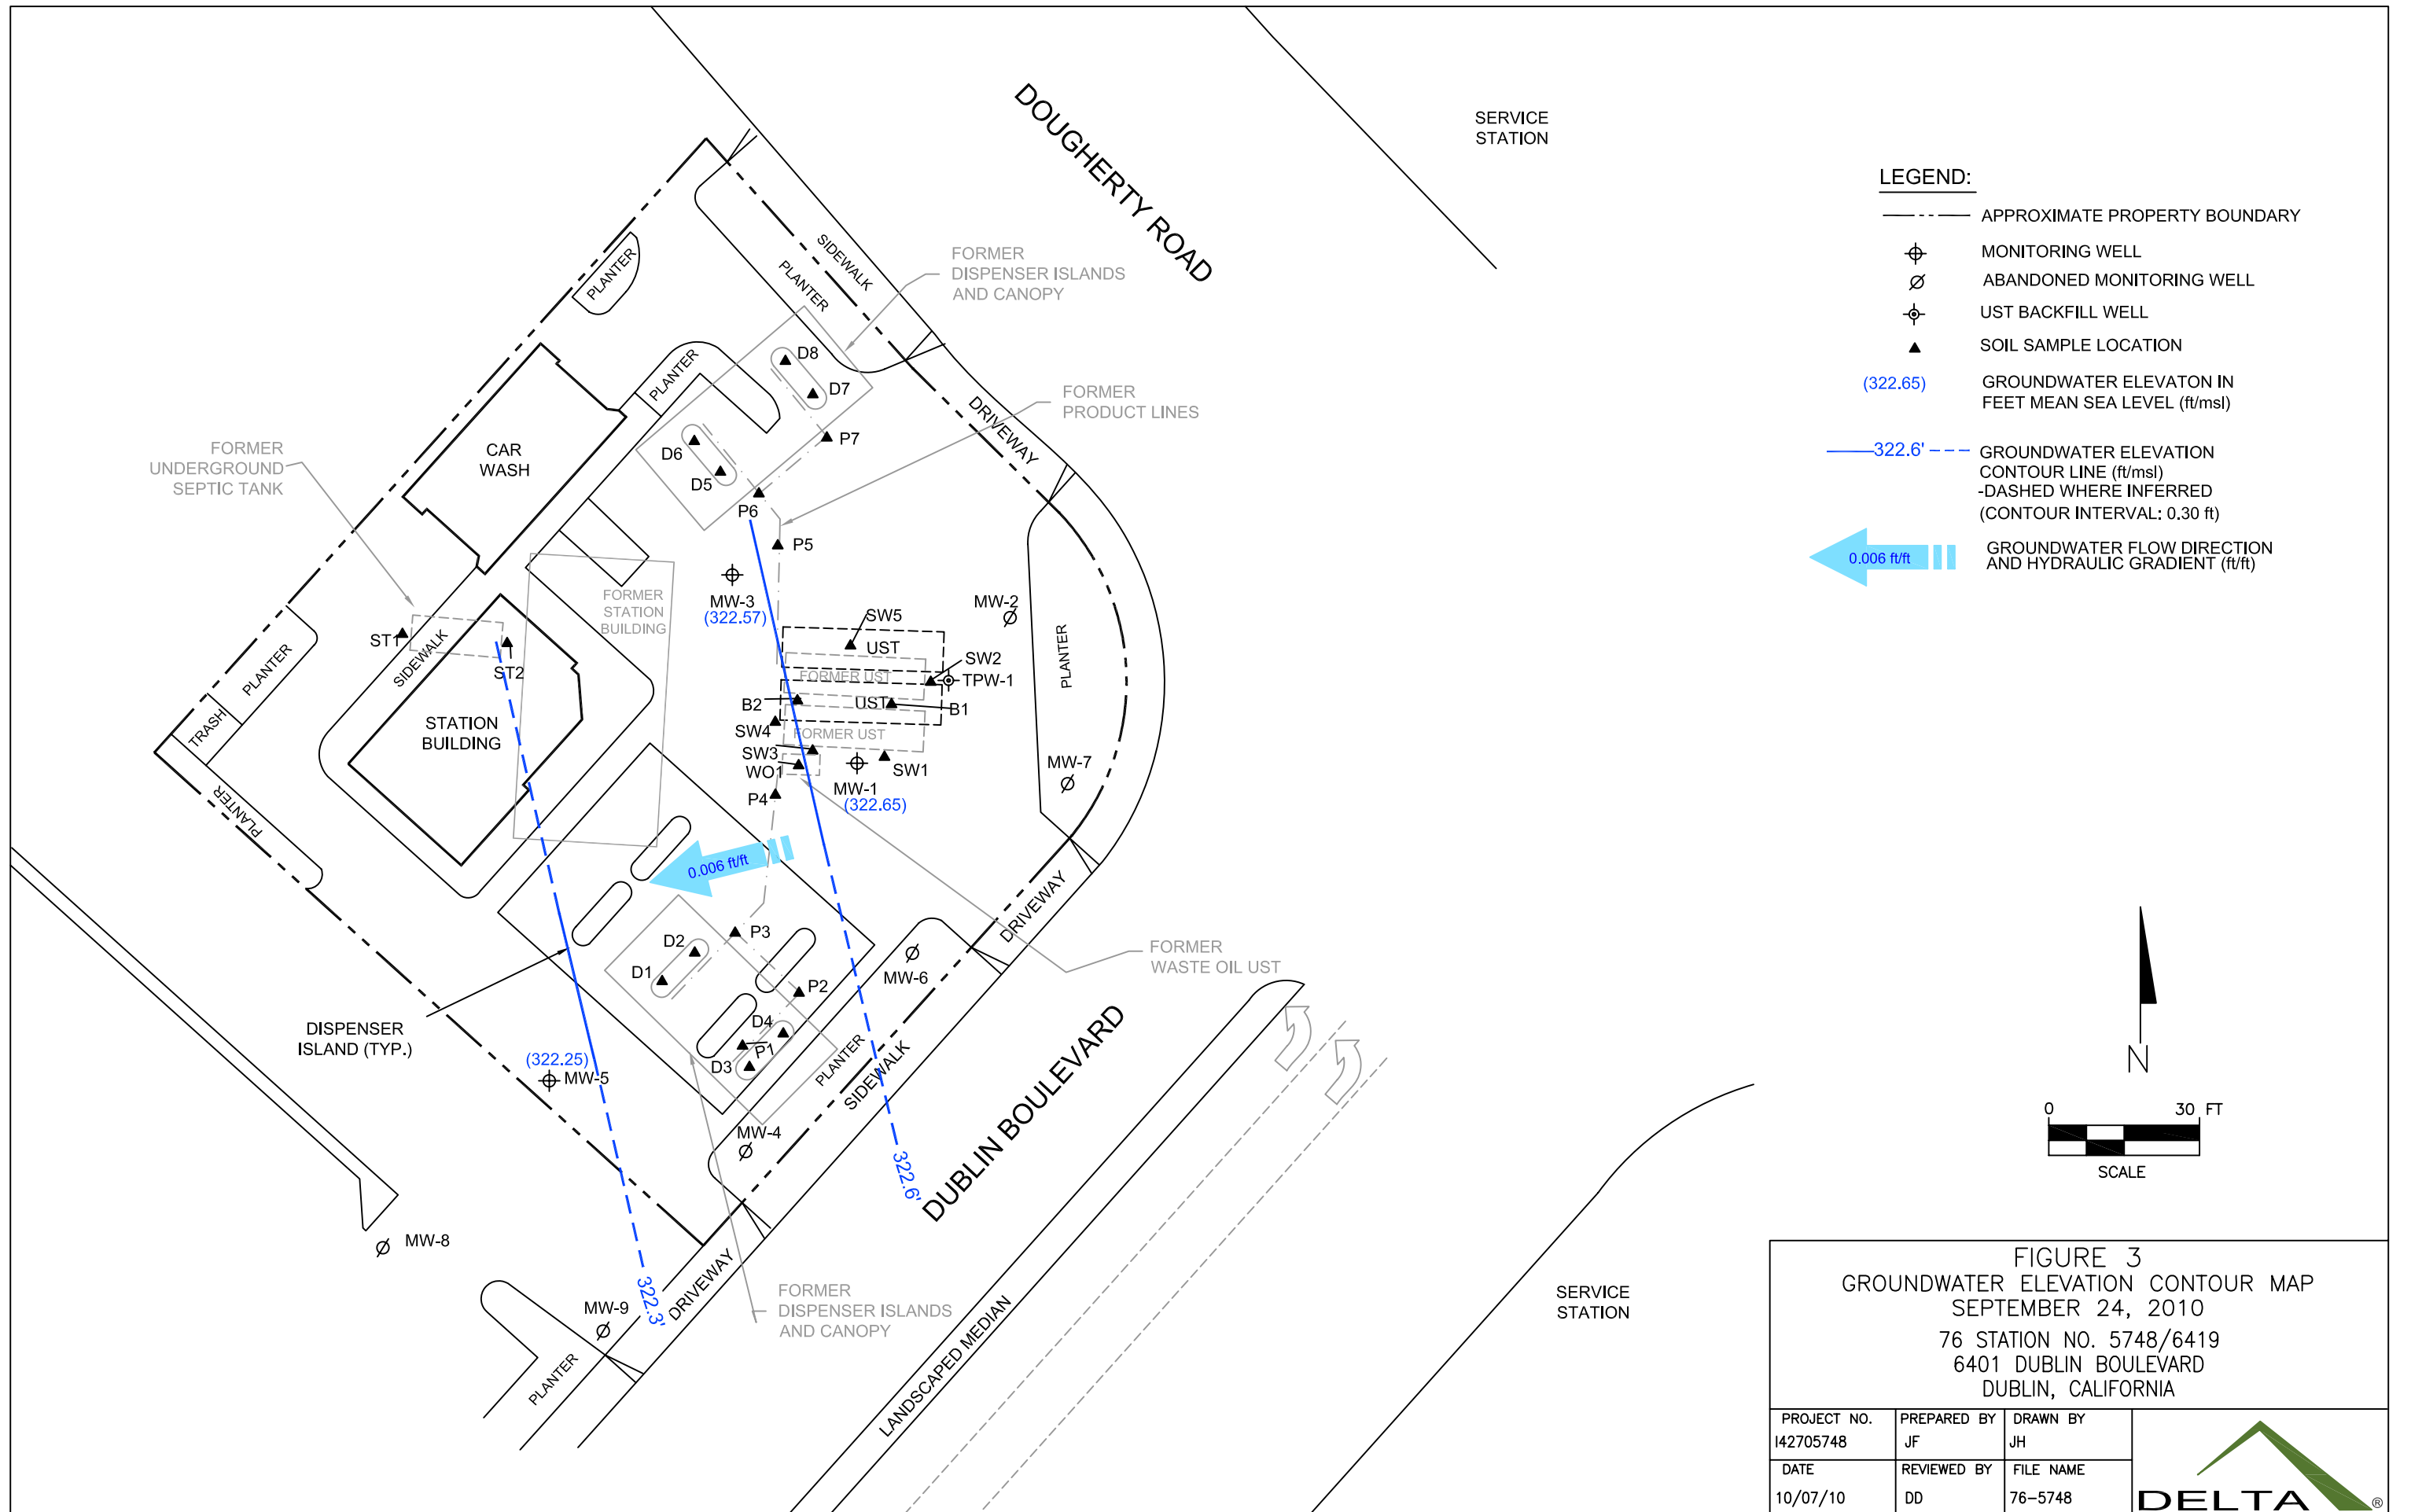 DOUGHERTY ROAD
SERVICE
STATION
LEGEND:
APPROXIMATE PROPERTY BOUNDARY
MONITORING WELL
ABANDONED MONITORING WELL
UST BACKFILL WELL
SOIL SAMPLE LOCATION
(322.65)
GROUNDWATER ELEVATON IN
FEET MEAN SEA LEVEL (ft/msl)
322.6'
GROUNDWATER ELEVATION
CONTOUR LINE (ft/msl)
-DASHED WHERE INFERRED
(CONTOUR INTERVAL: 0.30 ft)
0.006 ft/ft
GROUNDWATER FLOW DIRECTION
AND HYDRAULIC GRADIENT (ft/ft)
SIDEWALK
PLANTER
PLANTER
FORMER
DISPENSER ISLANDS
AND CANOPY
D8
D7
PLANTER
FORMER
PRODUCT LINES
DRIVEWAY
P7
D6
D5
P6
P5
CAR
WASH
FORMER
UNDERGROUND
SEPTIC TANK
FORMER
STATION
BUILDING
MW-3
(322.57)
MW-2
SW5
UST
ST1
SIDEWALK
ST2
PLANTER
TRASH
PLANTER
STATION
BUILDING
FORMER UST
SW2
TPW-1
PLANTER
B2
UST
B1
SW4
FORMER UST
SW3
WO1
SW1
MW-1
(322.65)
P4
MW-7
0.006 ft/ft
DRIVEWAY
P3
D2
D1
MW-6
FORMER
WASTE OIL UST
P2
D4
P1
D3
DISPENSER
ISLAND (TYP.)
(322.25)
MW-5
PLANTER
SIDEWALK
DUBLIN BOULEVARD
MW-4
322.6'
MW-8
322.3'
DRIVEWAY
MW-9
PLANTER
FORMER
DISPENSER ISLANDS
AND CANOPY
LANDSCAPED MEDIAN
SERVICE
STATION
N
0 30 FT
SCALE
FIGURE 3
GROUNDWATER ELEVATION CONTOUR MAP
SEPTEMBER 24, 2010
76 STATION NO. 5748/6419
6401 DUBLIN BOULEVARD
DUBLIN, CALIFORNIA
PROJECT NO.
I42705748
PREPARED BY
JF
DRAWN BY
JH
DATE
10/07/10
REVIEWED BY
DD
FILE NAME
76-5748
DELTA ®